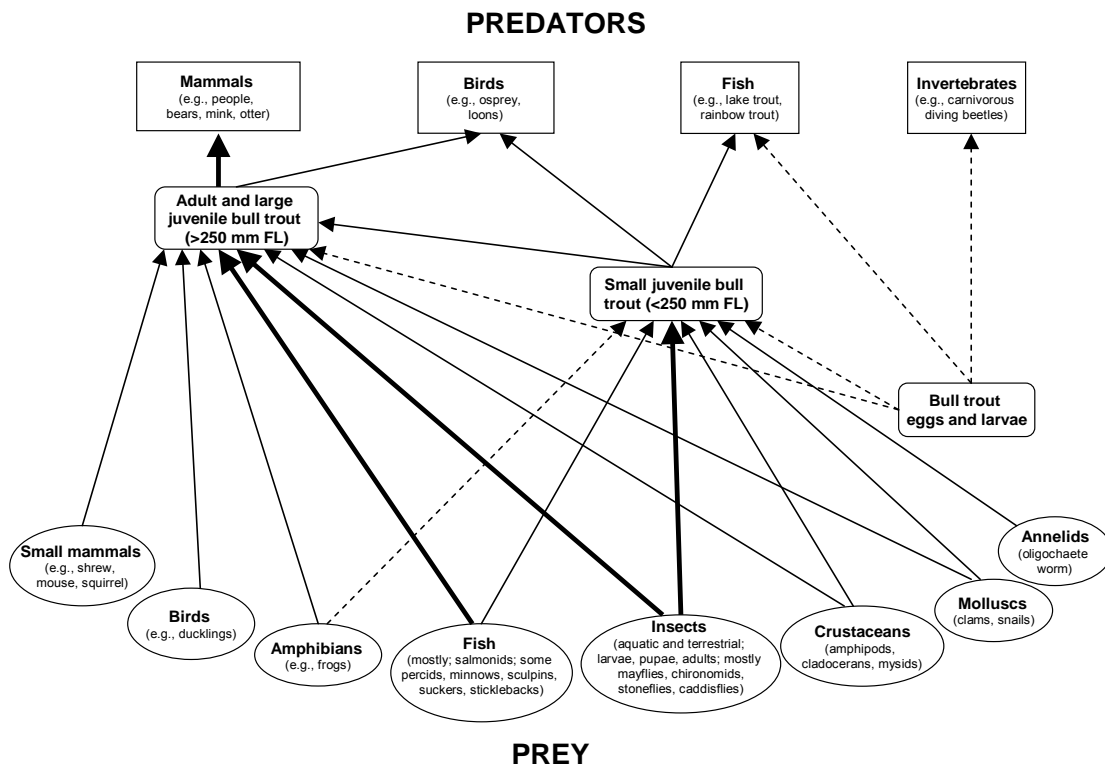 PREDATORS
Mammals
(e.g., people,
bears, mink, otter)
Birds
(e.g., osprey,
loons)
Fish
(e.g., lake trout,
rainbow trout)
Invertebrates
(e.g., carnivorous
diving beetles)
Adult and large
juvenile bull trout
(>250 mm FL)
Small juvenile bull
trout (<250 mm FL)
Bull trout
eggs and larvae
Small mammals
(e.g., shrew,
mouse, squirrel)
Birds
(e.g., ducklings)
Amphibians
(e.g., frogs)
Fish
(mostly; salmonids; some
percids, minnows, sculpins,
suckers, sticklebacks)
Insects
(aquatic and terrestrial;
larvae, pupae, adults; mostly
mayflies, chironomids,
stoneflies, caddisflies)
Crustaceans
(amphipods,
cladocerans, mysids)
Molluscs
(clams, snails)
Annelids
(oligochaete
worm)
PREY